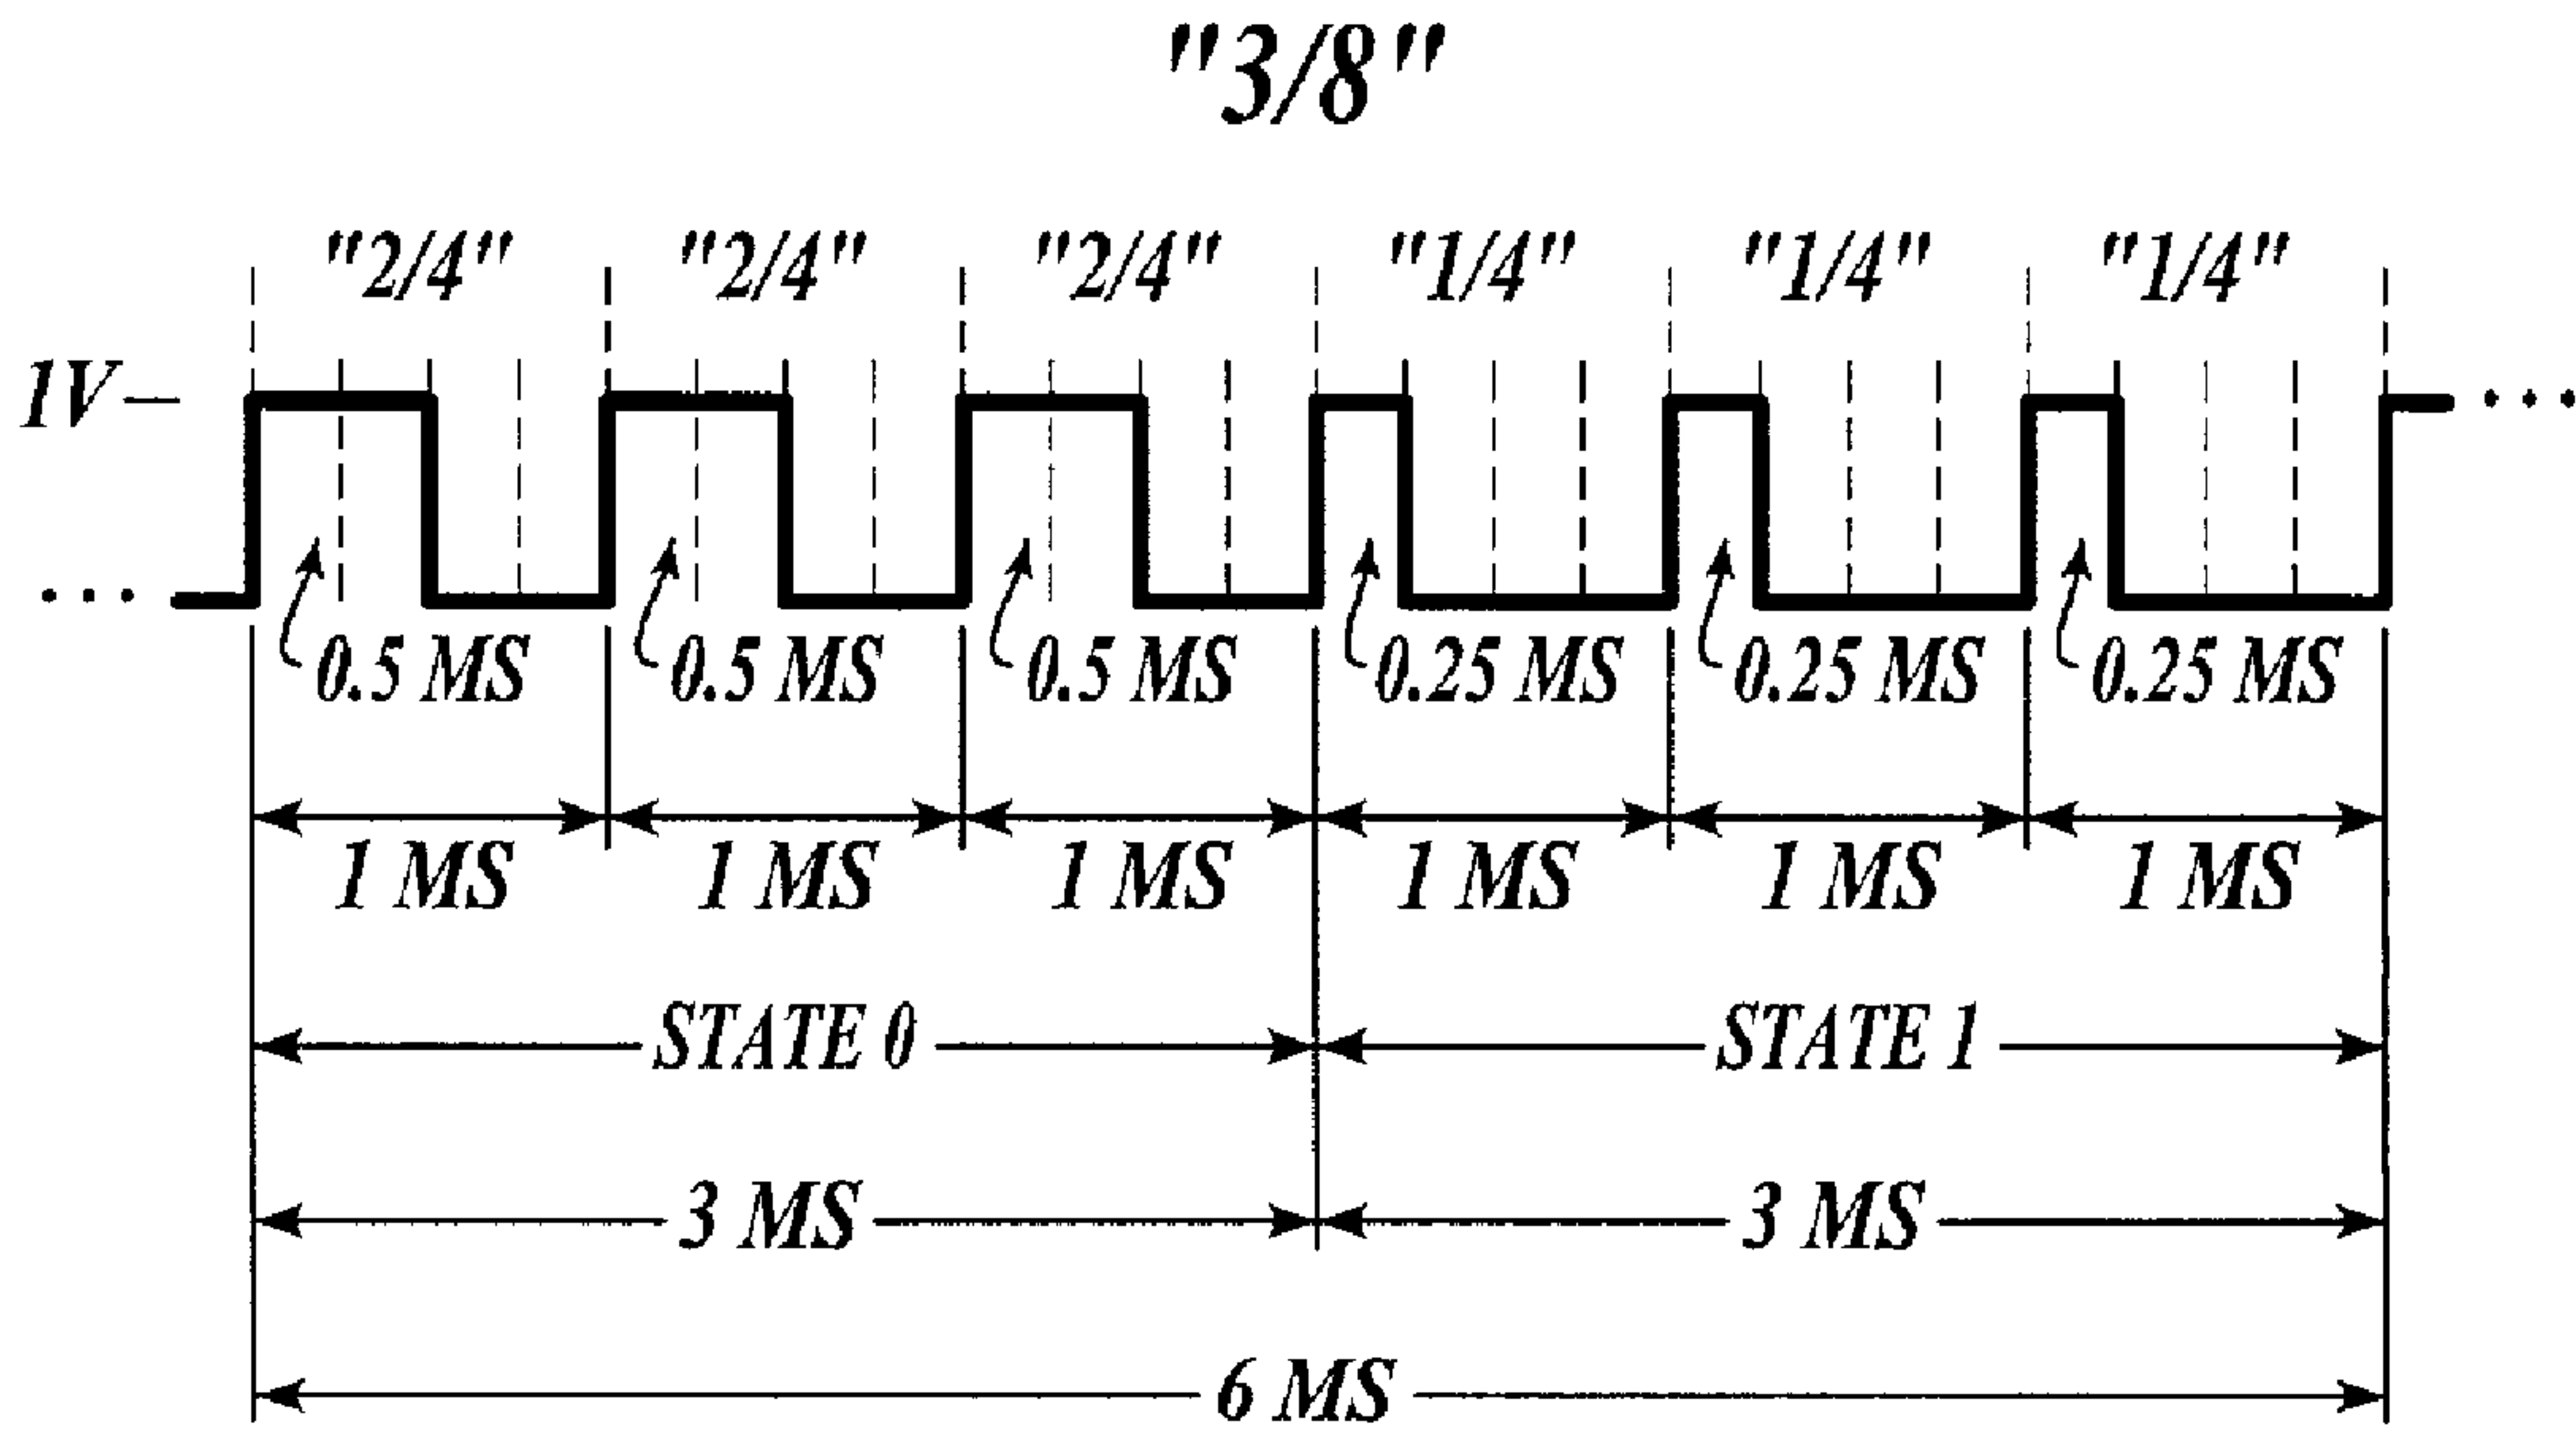 "3/8"
"2/4" "2/4" "2/4" "1/4" "1/4" "1/4"
1V
0.5 MS 0.5 MS 0.5 MS 0.25 MS 0.25 MS 0.25 MS
1 MS 1 MS 1 MS 1 MS 1 MS 1 MS
STATE 0 STATE 1
3 MS 3 MS
6 MS